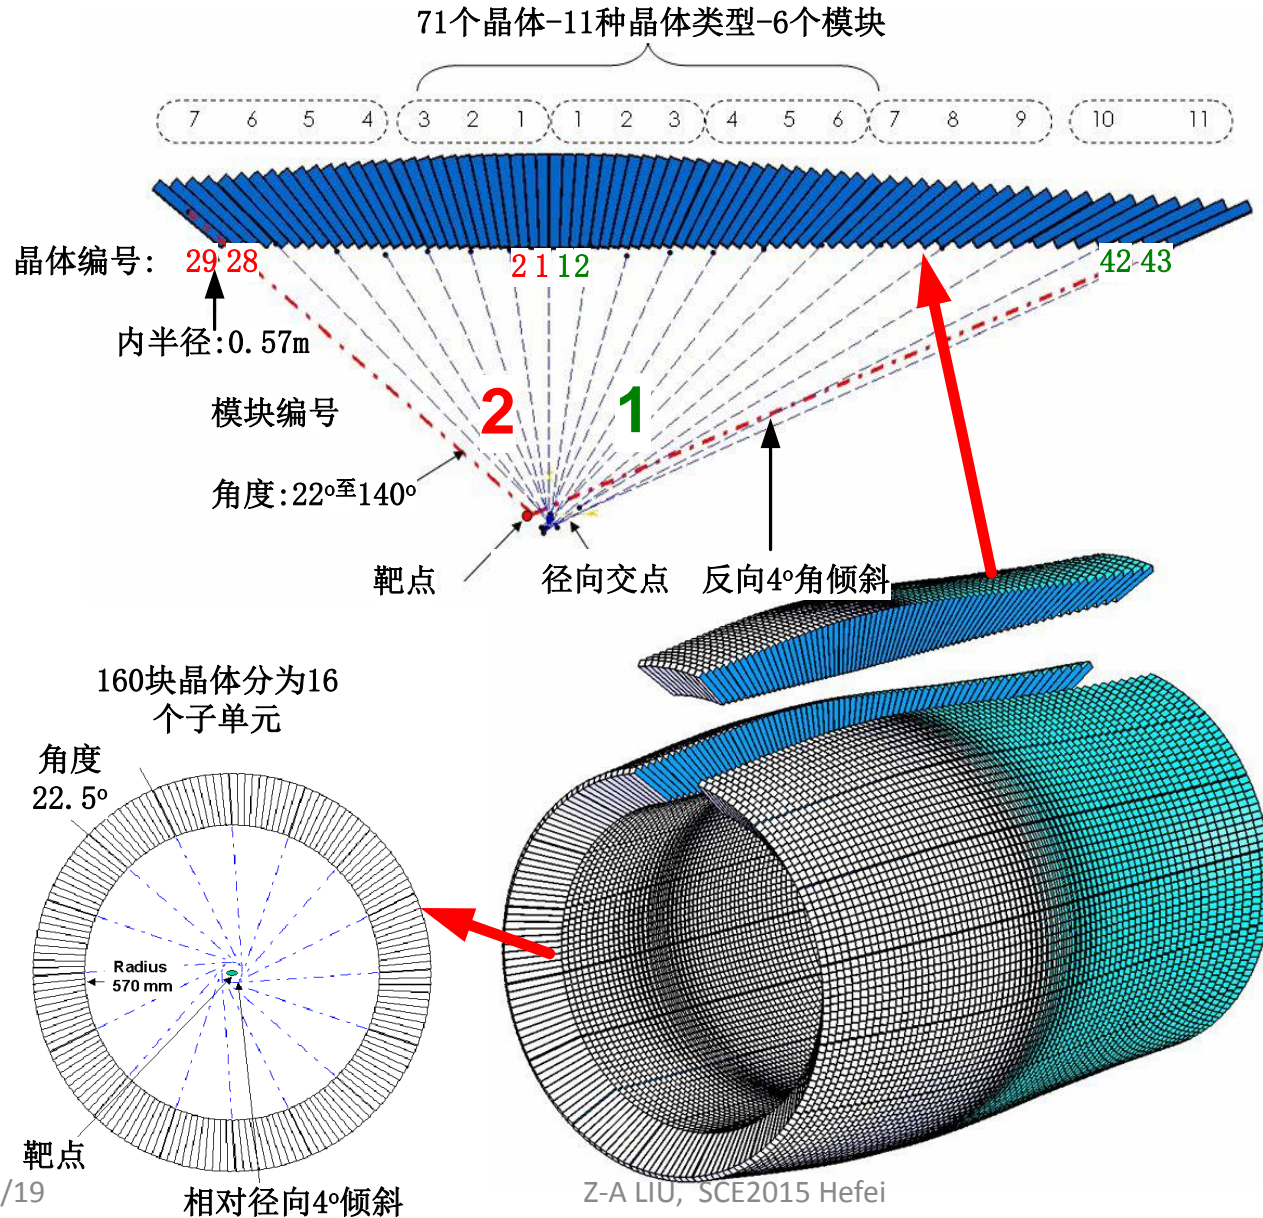 71个晶体-11种晶体类型-6个模块
7 6 5 4 3 2 1 1 2 3 4 5 6 7 8 9 10 11
晶体编号: 29 28 2 1 1 2 42 43
内半径:0.57m
模块编号
2 1
角度:22°至140°
靶点
径向交点
反向4°角倾斜
160块晶体分为16
个子单元
角度
22.5°
Radius
570 mm
靶点
相对径向4°倾斜
/19
Z-A LIU, SCE2015 Hefei